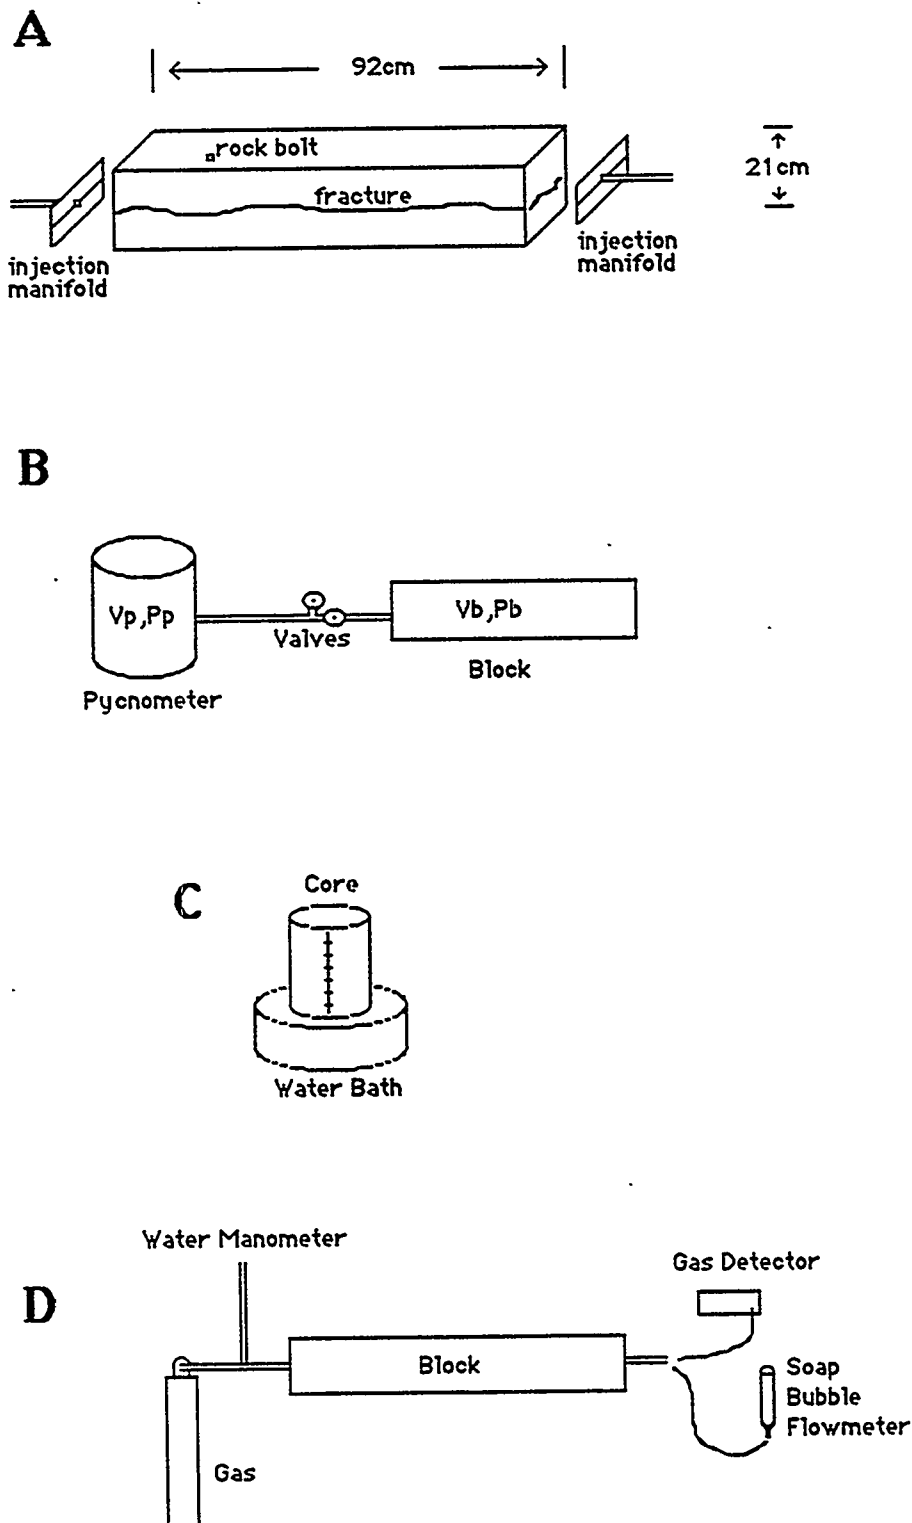 A
92cm
rock bolt
21cm
fracture
injection
manifold
injection
manifold
B
Vp,Pp
Vb,Pb
Valves
Block
Pycnometer
C
Core
Water Bath
Water Manometer
Gas Detector
D
Block
Soap
Bubble
Flowmeter
Gas